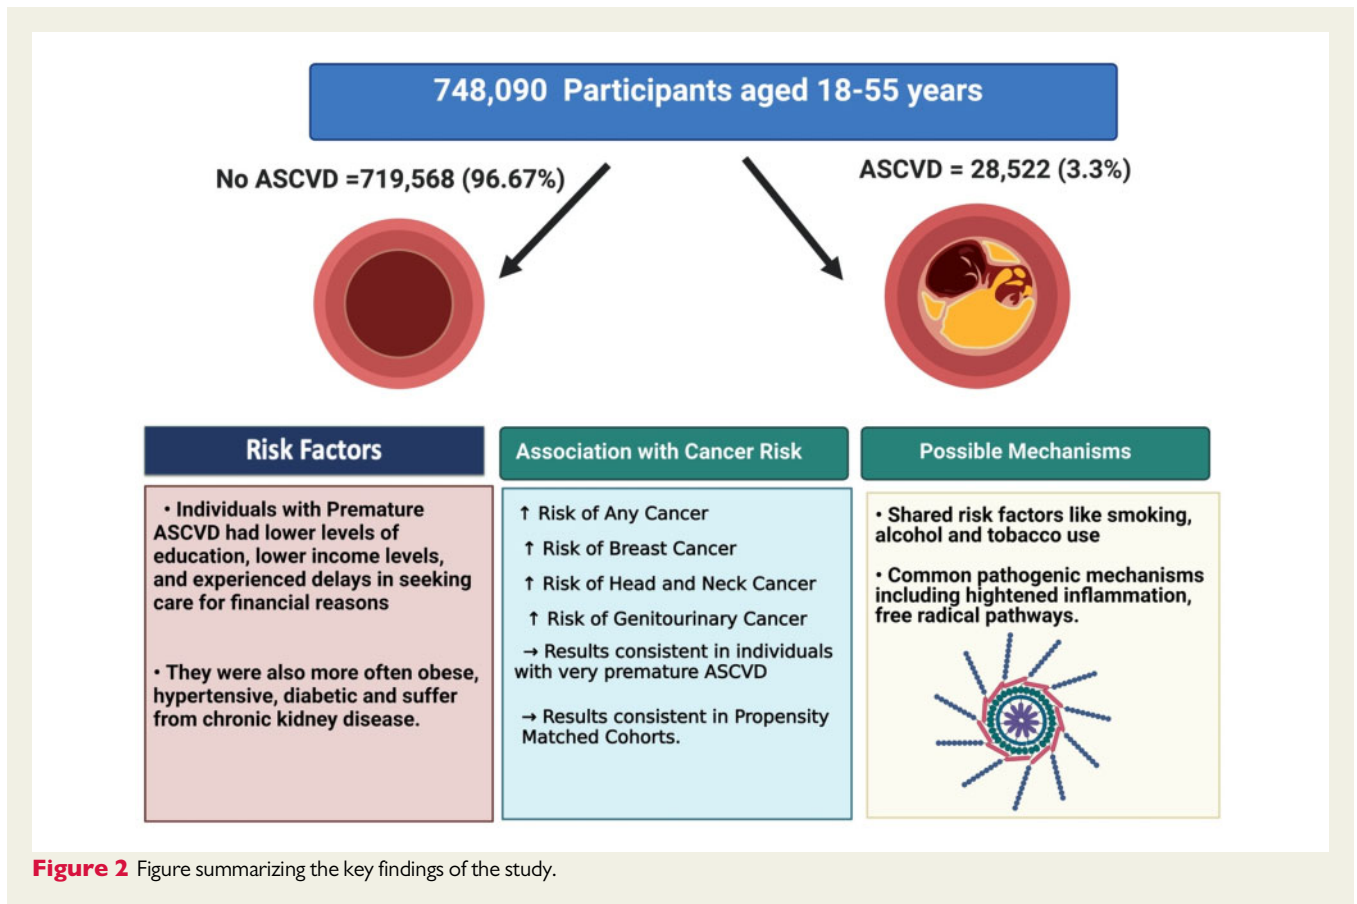 748,090 Participants aged 18-55 years
No ASCVD =719,568 (96.67%)
ASCVD = 28,522 (3.3%)
Risk Factors
• Individuals with Premature
ASCVD had lower levels of
education, lower income levels,
and experienced delays in seeking
care for financial reasons
• They were also more often obese,
hypertensive, diabetic and suffer
from chronic kidney disease.
Association with Cancer Risk
↑ Risk of Any Cancer
↑ Risk of Breast Cancer
↑ Risk of Head and Neck Cancer
↑ Risk of Genitourinary Cancer
→ Results consistent in individuals
with very premature ASCVD
→ Results consistent in Propensity
Matched Cohorts.
Possible Mechanisms
• Shared risk factors like smoking,
alcohol and tobacco use
• Common pathogenic mechanisms
including hightened inflammation,
free radical pathways.
Figure 2 Figure summarizing the key findings of the study.